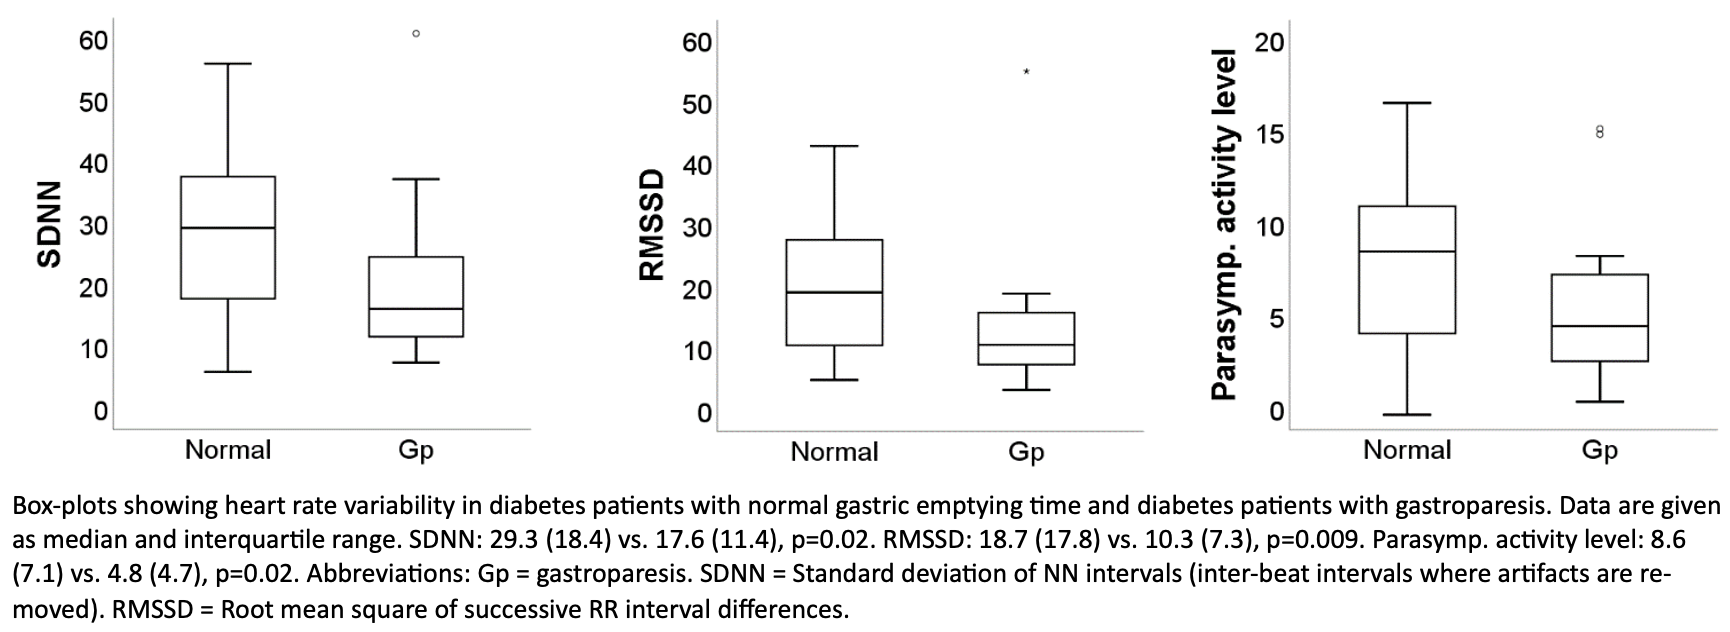 SDNN
60
50
40
30
20
10
0
Normal
Gp
RMSSD
60
50
40
30
20
10
0
Normal
Gp
Parasymp. activity level
20
15
10
5
0
Normal
Gp
Box-plots showing heart rate variability in diabetes patients with normal gastric emptying time and diabetes patients with gastroparesis. Data are given
as median and interquartile range. SDNN: 29.3 (18.4) vs. 17.6 (11.4), p=0.02. RMSSD: 18.7 (17.8) vs. 10.3 (7.3), p=0.009. Parasymp. activity level: 8.6
(7.1) vs. 4.8 (4.7), p=0.02. Abbreviations: Gp = gastroparesis. SDNN = Standard deviation of NN intervals (inter-beat intervals where artifacts are re-
moved). RMSSD = Root mean square of successive RR interval differences.